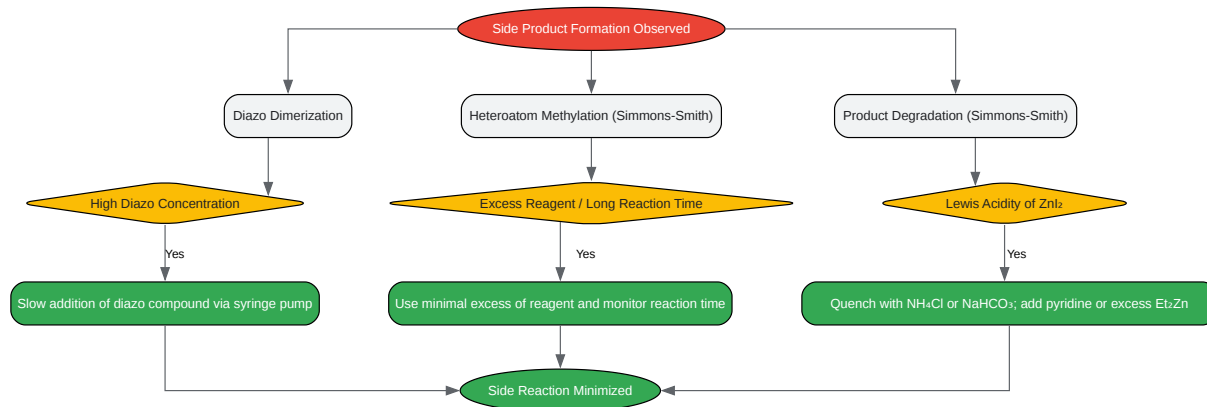 Side Product Formation Observed
Diazo Dimerization
Heteroatom Methylation (Simmons-Smith)
Product Degradation (Simmons-Smith)
High Diazo Concentration
Excess Reagent / Long Reaction Time
Lewis Acidity of ZnI₂
Yes
Yes
Yes
Slow addition of diazo compound via syringe pump
Use minimal excess of reagent and monitor reaction time
Quench with NH₄Cl or NaHCO₃; add pyridine or excess Et₂Zn
Side Reaction Minimized